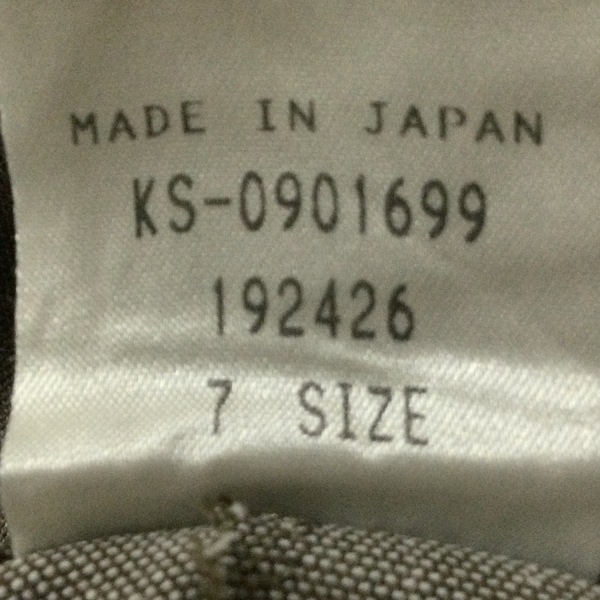 MADE IN JAPAN
KS-0901699
192426
7 SIZE